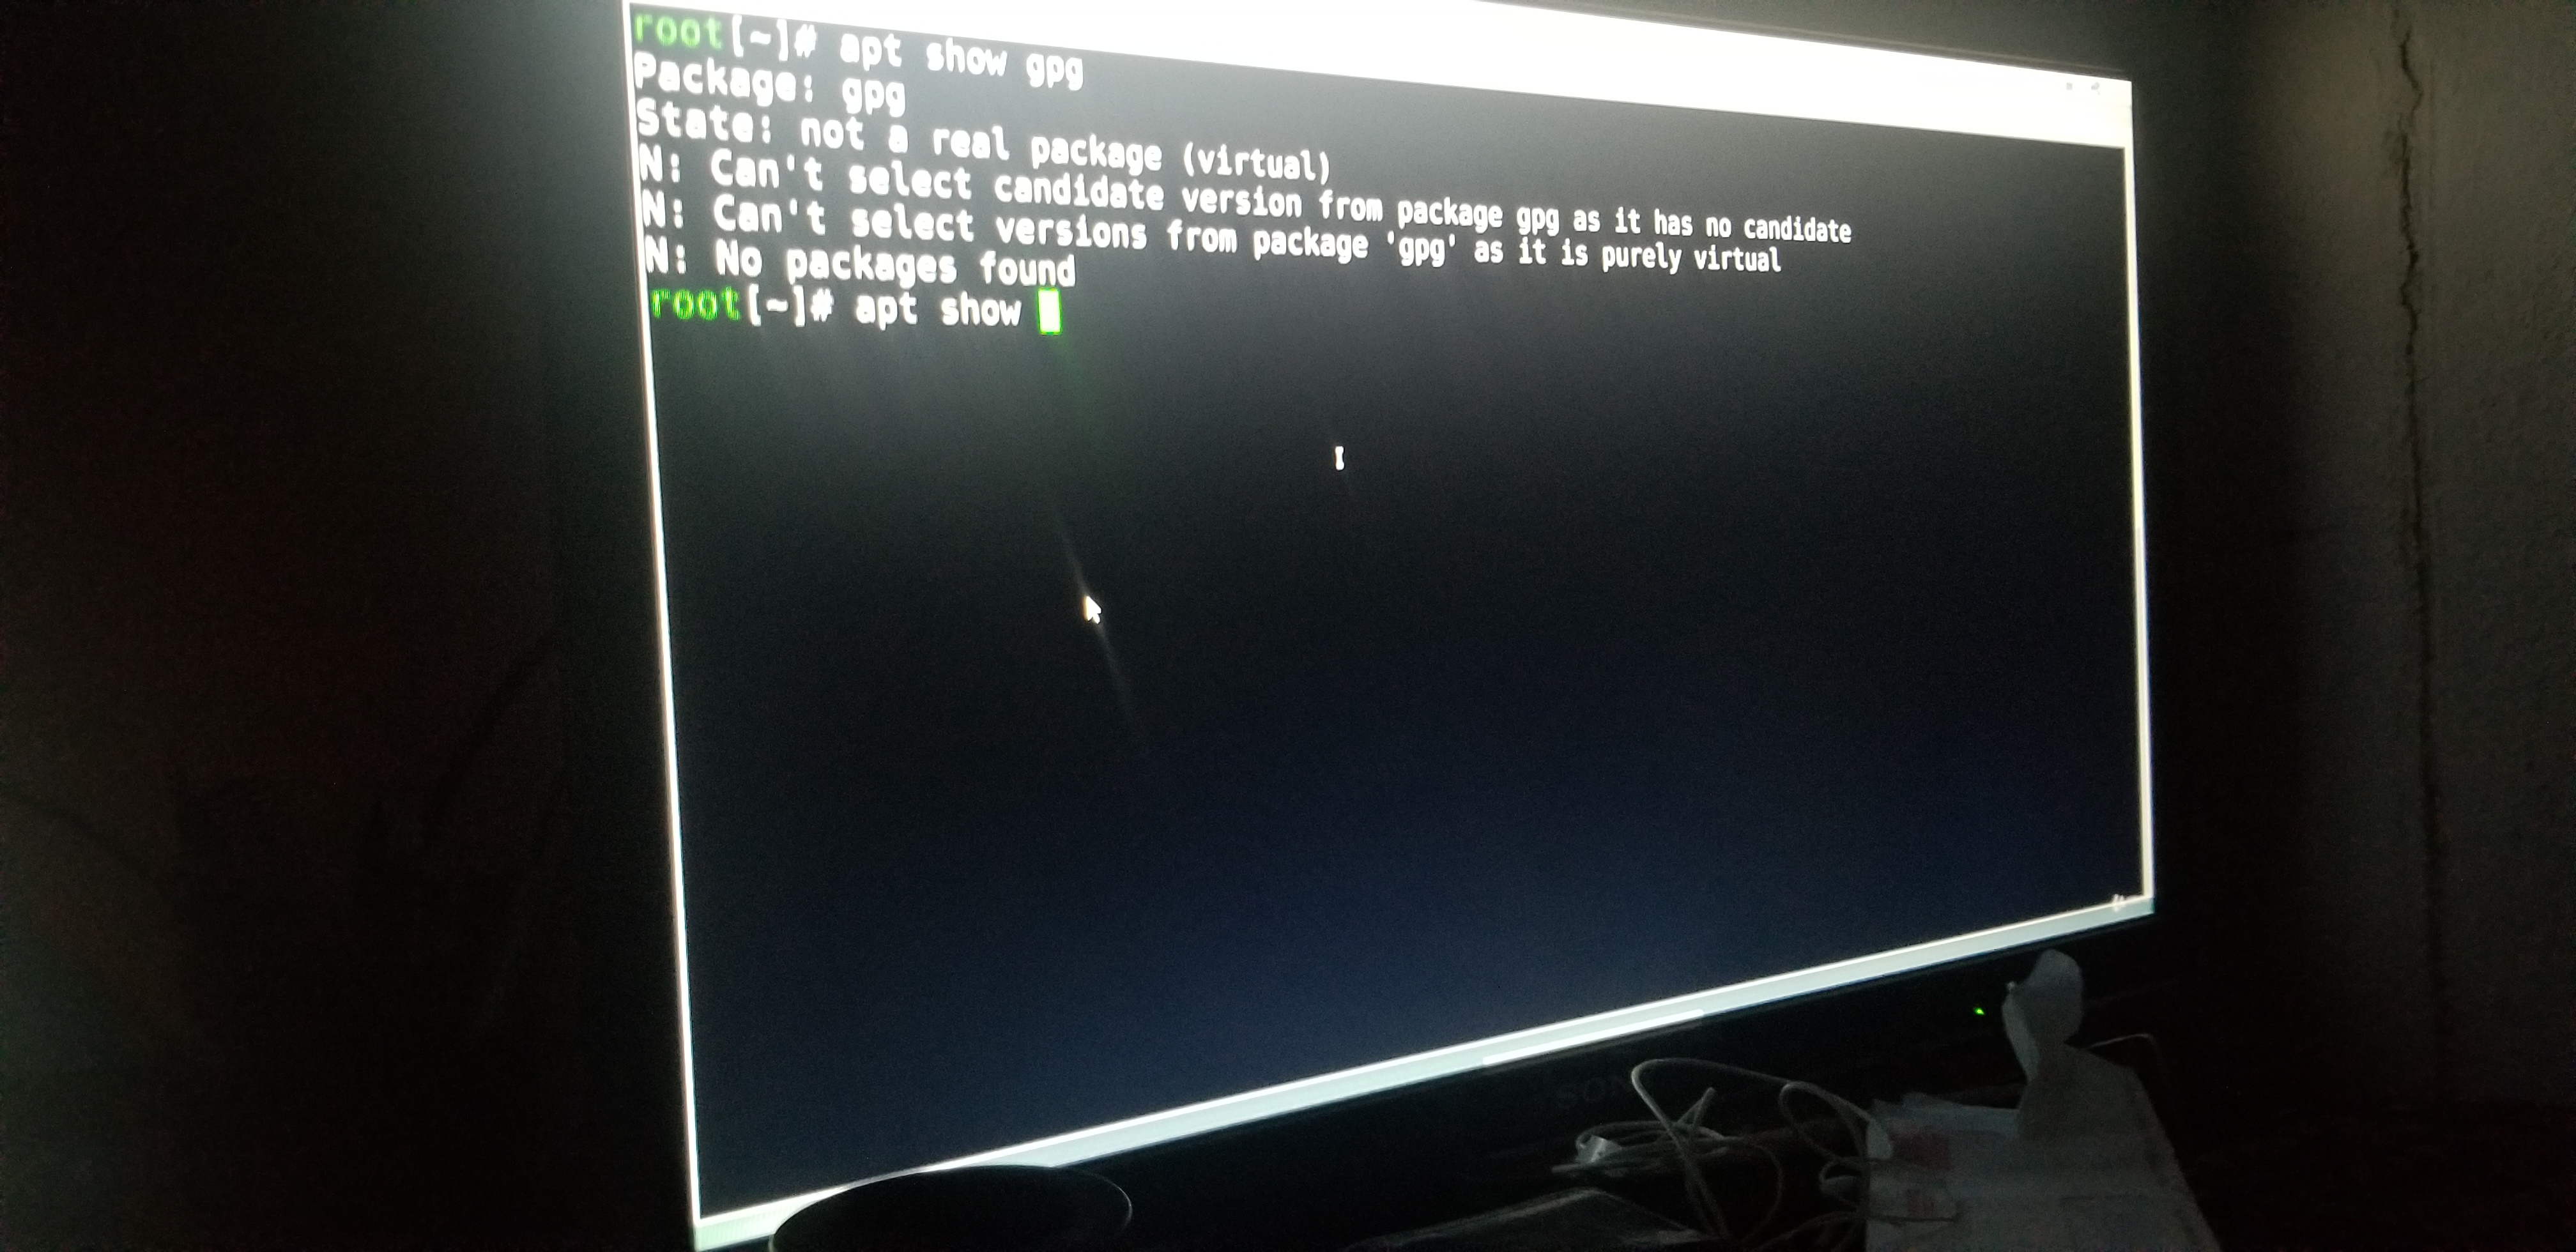 root[~]# apt show gpg
Package: gpg
State: not a real package (virtual)
N: Can't select candidate version from package gpg as it has no candidate
N: Can't select versions from package 'gpg' as it is purely virtual
N: No packages found
root[~]# apt show
SONY